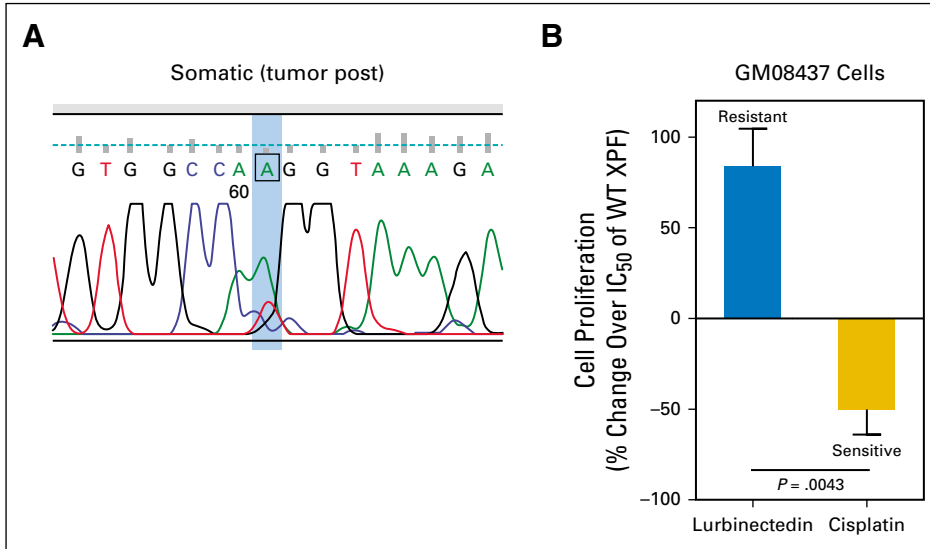 A
Somatic (tumor post)
G T G G C C A A G G T A A A G A
60
B
GM08437 Cells
Cell Proliferation
(% Change Over IC50 of WT XPF)
100
50
0
−50
−100
Resistant
Sensitive
P = .0043
Lurbinectedin Cisplatin